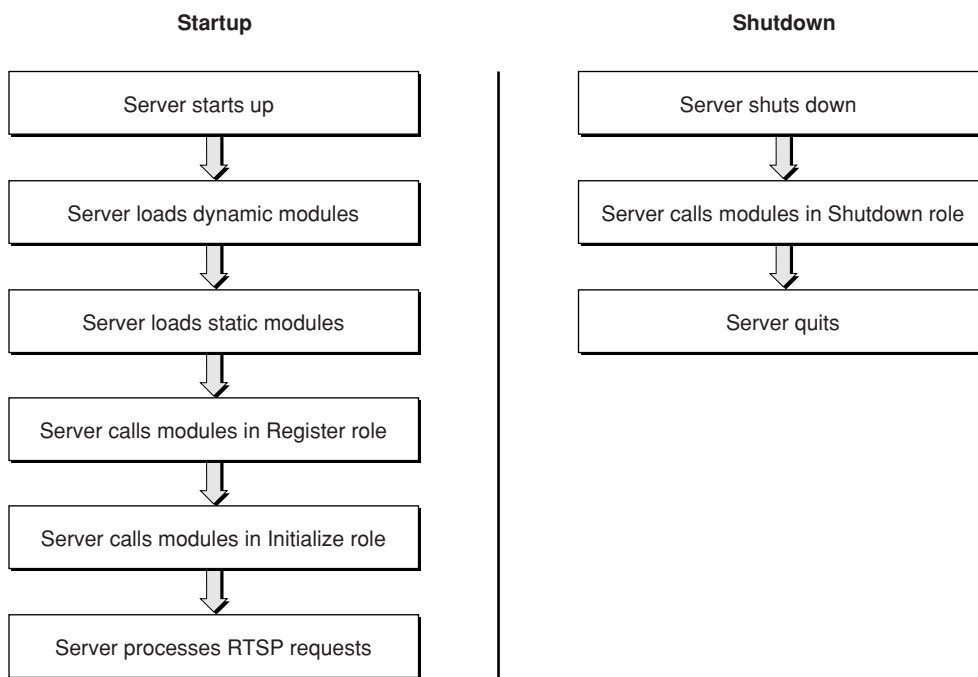 Startup
Server starts up
Server loads dynamic modules
Server loads static modules
Server calls modules in Register role
Server calls modules in Initialize role
Server processes RTSP requests
Shutdown
Server shuts down
Server calls modules in Shutdown role
Server quits